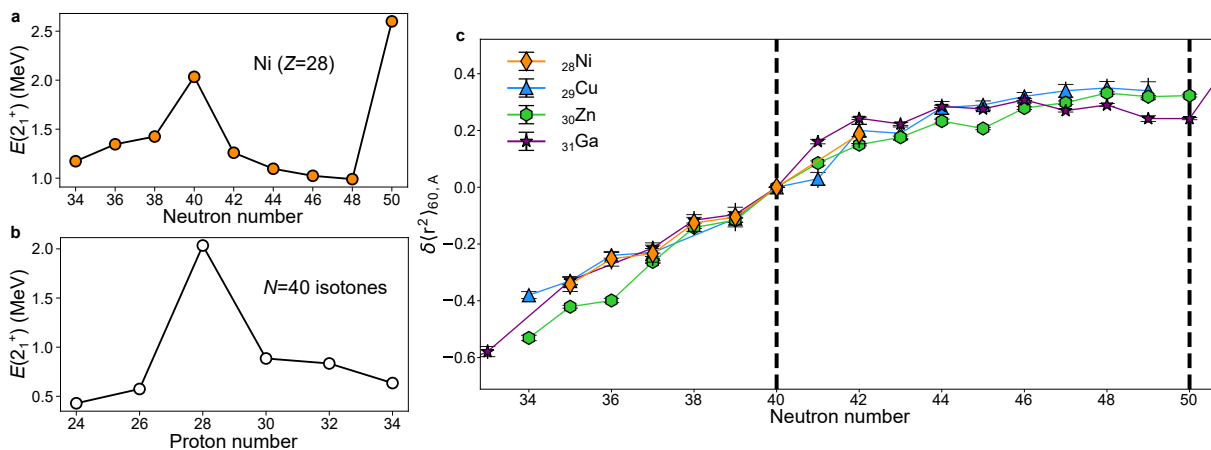 a
E(2₁⁺) (MeV)
2.5
2.0
1.5
1.0
Ni (Z=28)
34 36 38 40 42 44 46 48 50
Neutron number
b
E(2₁⁺) (MeV)
2.0
1.5
1.0
0.5
N=40 isotones
24 26 28 30 32 34
Proton number
c
δ⟨r²⟩₆₀,A
0.4
0.2
0.0
−0.2
−0.4
−0.6
₂₈Ni
₂₉Cu
₃₀Zn
₃₁Ga
34 36 38 40 42 44 46 48 50
Neutron number